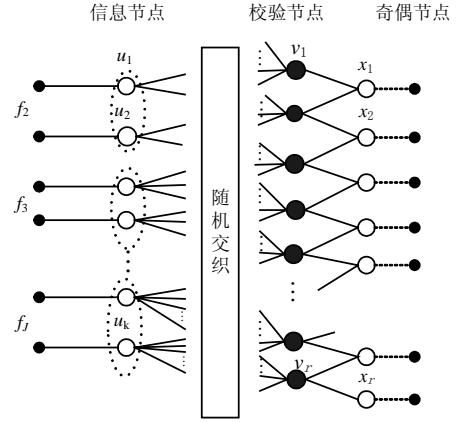 信息节点 校验节点 奇偶节点
u1 v1 x1
f2 u2 x2
f3
随机交织
fJ uk
vr xr